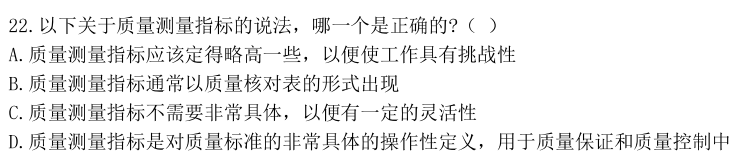 22.以下关于质量测量指标的说法，哪一个是正确的?（ ）
A.质量测量指标应该定得略高一些，以便使工作具有挑战性
B.质量测量指标通常以质量核对表的形式出现
C.质量测量指标不需要非常具体，以便有一定的灵活性
D.质量测量指标是对质量标准的非常具体的操作性定义，用于质量保证和质量控制中